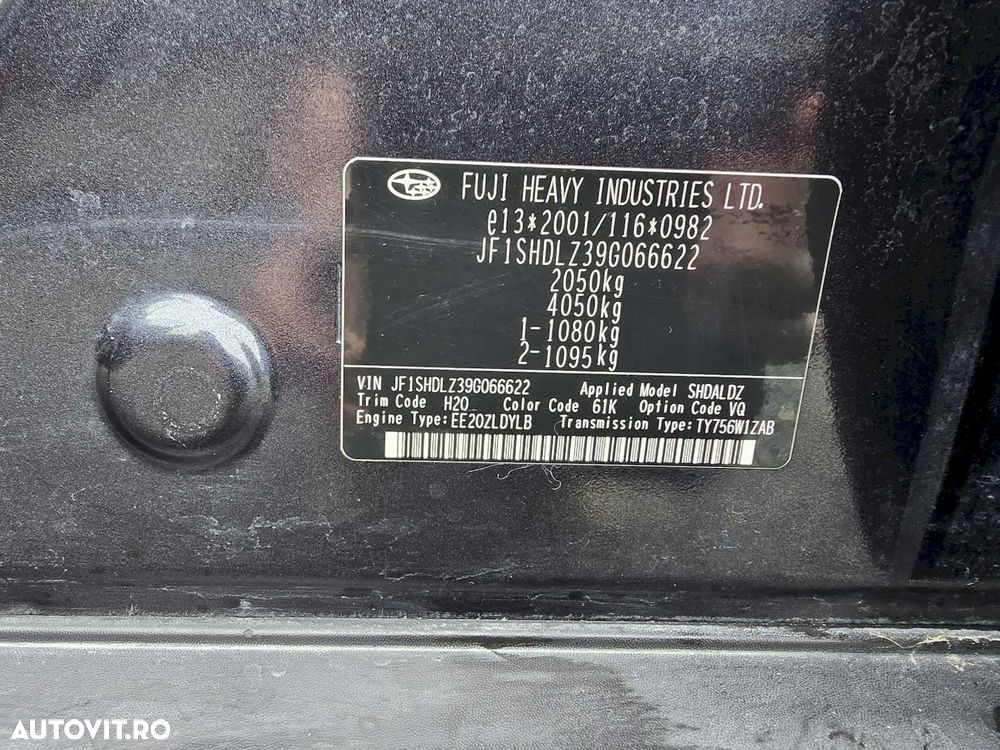 FUJI HEAVY INDUSTRIES LTD.
e13*2001/116*0982
JF1SHDLZ39G066622
2050kg
4050kg
1-1080kg
2-1095kg
VIN JF1SHDLZ39G066622 Applied Model SHDALDZ
Trim Code H20 Color Code 61K Option Code VQ
Engine Type:EE20ZLDYLB Transmission Type:TY756W1ZAB
AUTOVIT.RO